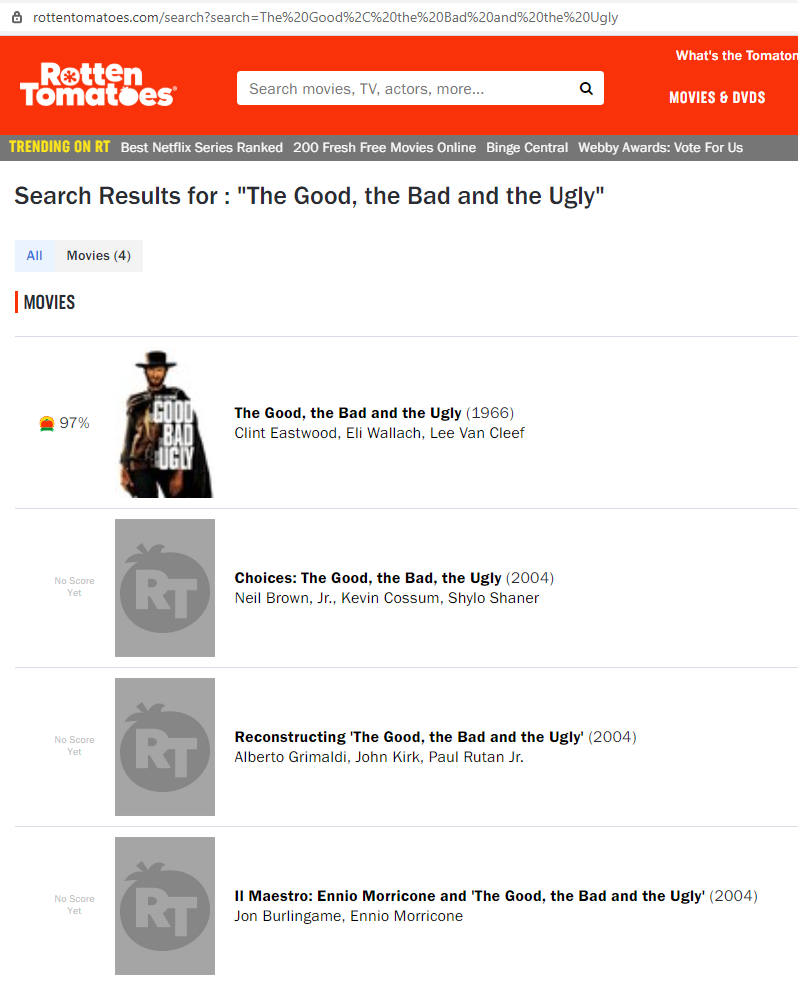 rottentomatoes.com/search?search=The%20Good%2C%20the%20Bad%20and%20the%20Ugly
What's the Tomaton
Rotten
Tomatoes
Search movies, TV, actors, more...
MOVIES & DVDS
TRENDING ON RT Best Netflix Series Ranked 200 Fresh Free Movies Online Binge Central Webby Awards: Vote For Us
Search Results for : "The Good, the Bad and the Ugly"
All Movies (4)
MOVIES
97%
GOOD
BAD
UGLY
The Good, the Bad and the Ugly (1966)
Clint Eastwood, Eli Wallach, Lee Van Cleef
No Score
Yet
RT
Choices: The Good, the Bad, the Ugly (2004)
Neil Brown, Jr., Kevin Cossum, Shylo Shaner
No Score
Yet
RT
Reconstructing 'The Good, the Bad and the Ugly' (2004)
Alberto Grimaldi, John Kirk, Paul Rutan Jr.
No Score
Yet
RT
Il Maestro: Ennio Morricone and 'The Good, the Bad and the Ugly' (2004)
Jon Burlingame, Ennio Morricone